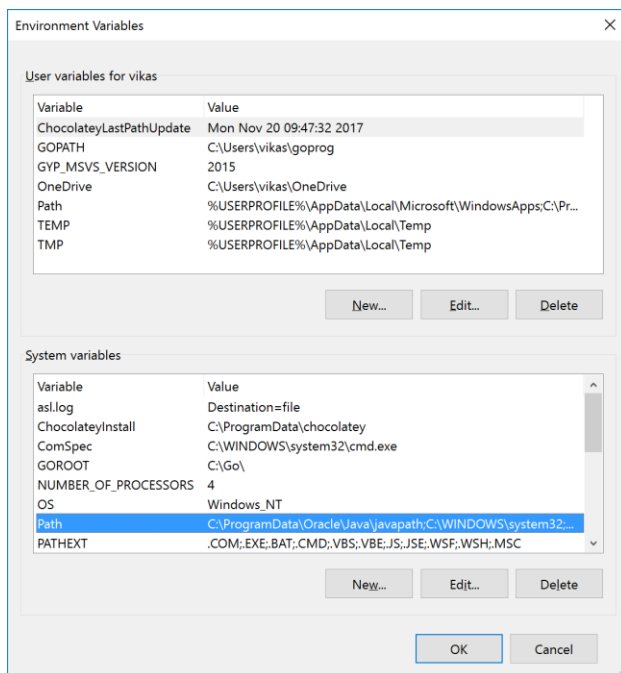 Environment Variables
User variables for vikas
Variable Value
ChocolateyLastPathUpdate Mon Nov 20 09:47:32 2017
GOPATH C:\Users\vikas\goprog
GYP_MSVS_VERSION 2015
OneDrive C:\Users\vikas\OneDrive
Path %USERPROFILE%\AppData\Local\Microsoft\WindowsApps;C:\Pr...
TEMP %USERPROFILE%\AppData\Local\Temp
TMP %USERPROFILE%\AppData\Local\Temp
New... Edit... Delete
System variables
Variable Value
asl.log Destination=file
ChocolateyInstall C:\ProgramData\chocolatey
ComSpec C:\WINDOWS\system32\cmd.exe
GOROOT C:\Go\
NUMBER_OF_PROCESSORS 4
OS Windows_NT
Path C:\ProgramData\Oracle\Java\javapath;C:\WINDOWS\system32;...
PATHEXT .COM;.EXE;.BAT;.CMD;.VBS;.VBE;.JS;.JSE;.WSF;.WSH;.MSC
New... Edit... Delete
OK Cancel